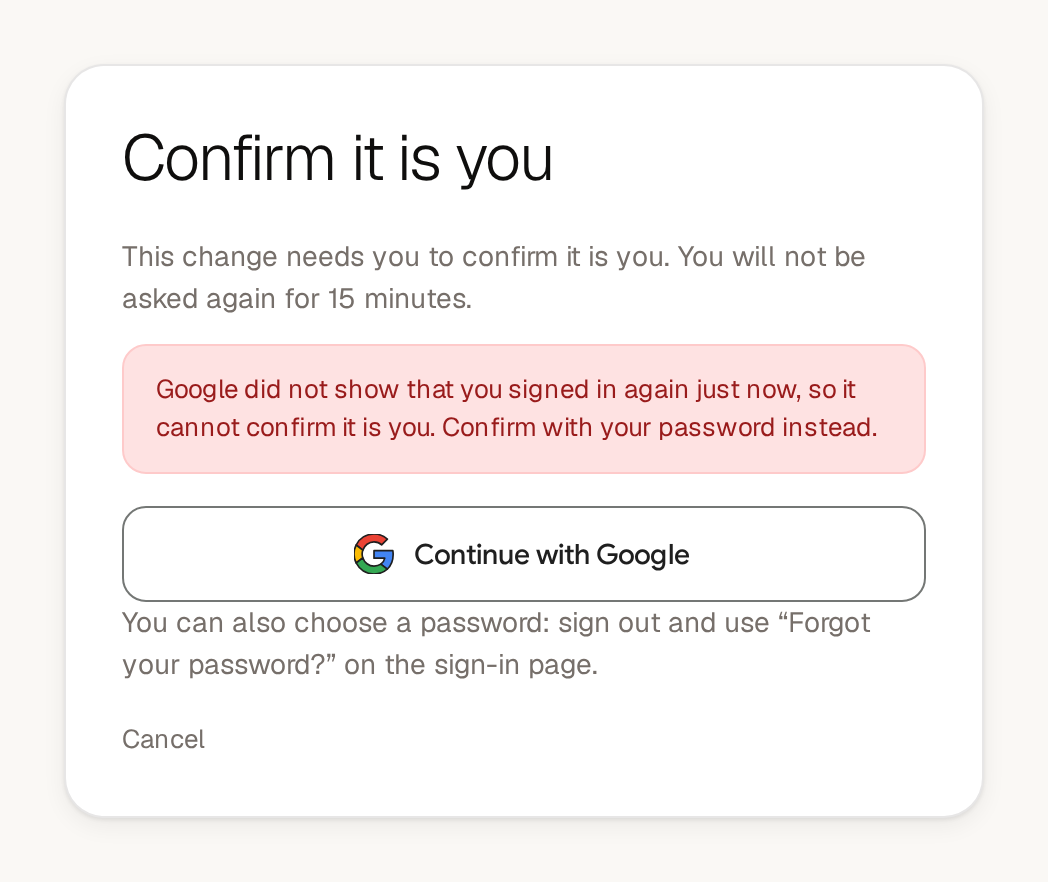 Confirm it is you
This change needs you to confirm it is you. You will not be
asked again for 15 minutes.
Google did not show that you signed in again just now, so it
cannot confirm it is you. Confirm with your password instead.
Continue with Google
You can also choose a password: sign out and use “Forgot
your password?” on the sign-in page.
Cancel